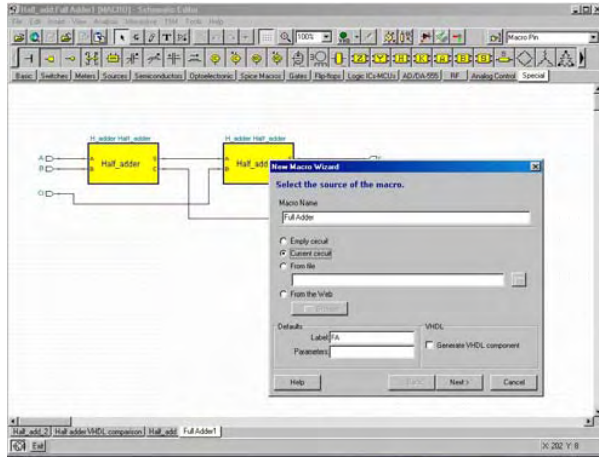 Half_add:Full Adder1 [MACRO] - Schematic Editor
File Edit Insert View Analysis Interactive T&M Tools Help
100%
Macro Pin
Basic Switches Meters Sources Semiconductors Optoelectronic Spice Macros Gates Flip-flops Logic ICs-MCUs AD/DA-555 RF Analog Control Special
H_adder Half_adder
H_adder Half_adder
A
B
A
B
S
C
Half_adder
A
B
Half_add
New Macro Wizard
Select the source of the macro.
Macro Name
Full Adder
Empty circuit
Current circuit
From file
From the Web
Defaults
Label FA
Parameters
VHDL
Generate VHDL component
Help
Next >
Cancel
Half_add_2 Half adder VHDL comparison Half_add Full Adder1
Exit
X: 202 Y: 8